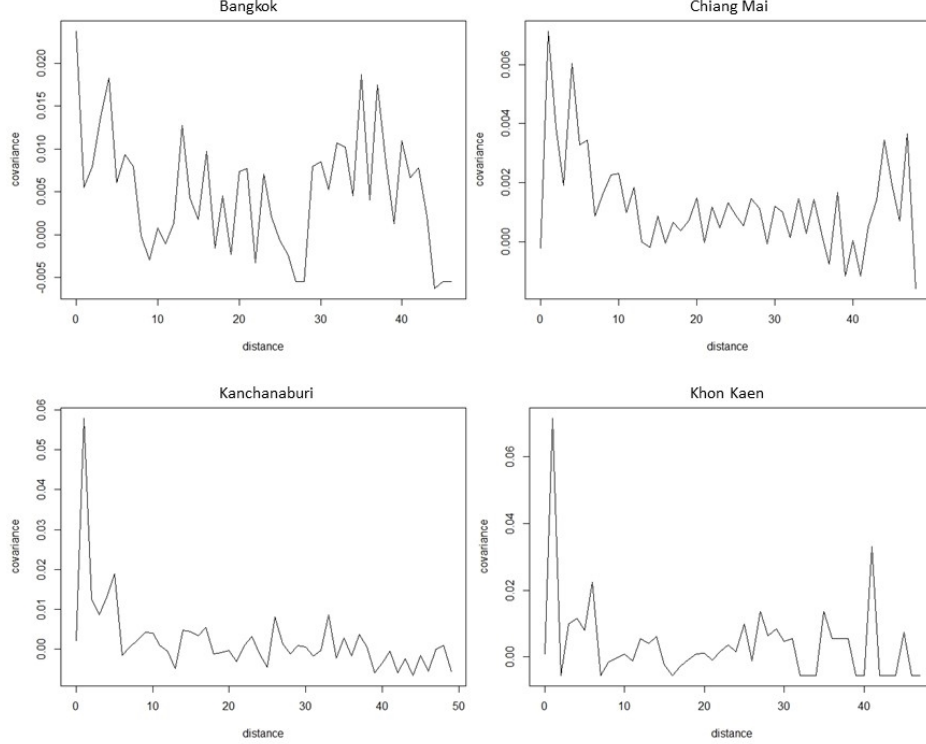 Bangkok
0.020
0.015
0.010
0.005
0.000
-0.005
covariance
0 10 20 30 40
distance
Chiang Mai
0.006
0.004
0.002
0.000
covariance
0 10 20 30 40
distance
Kanchanaburi
0.06
0.05
0.04
0.03
0.02
0.01
0.00
covariance
0 10 20 30 40 50
distance
Khon Kaen
0.06
0.04
0.02
0.00
covariance
0 10 20 30 40
distance